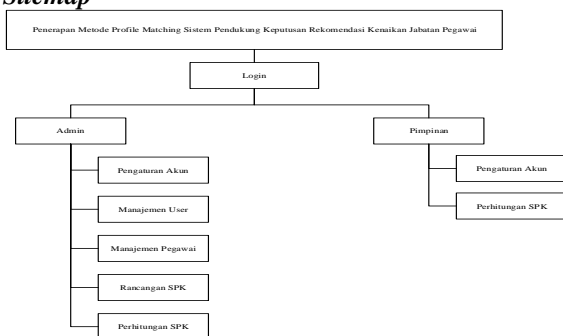 Sitemap
Penerapan Metode Profile Matching Sistem Pendukung Keputusan Rekomendasi Kenaikan Jabatan Pegawai
Login
Admin
Pengaturan Akun
Manajemen User
Manajemen Pegawai
Rancangan SPK
Perhitungan SPK
Pimpinan
Pengaturan Akun
Perhitungan SPK